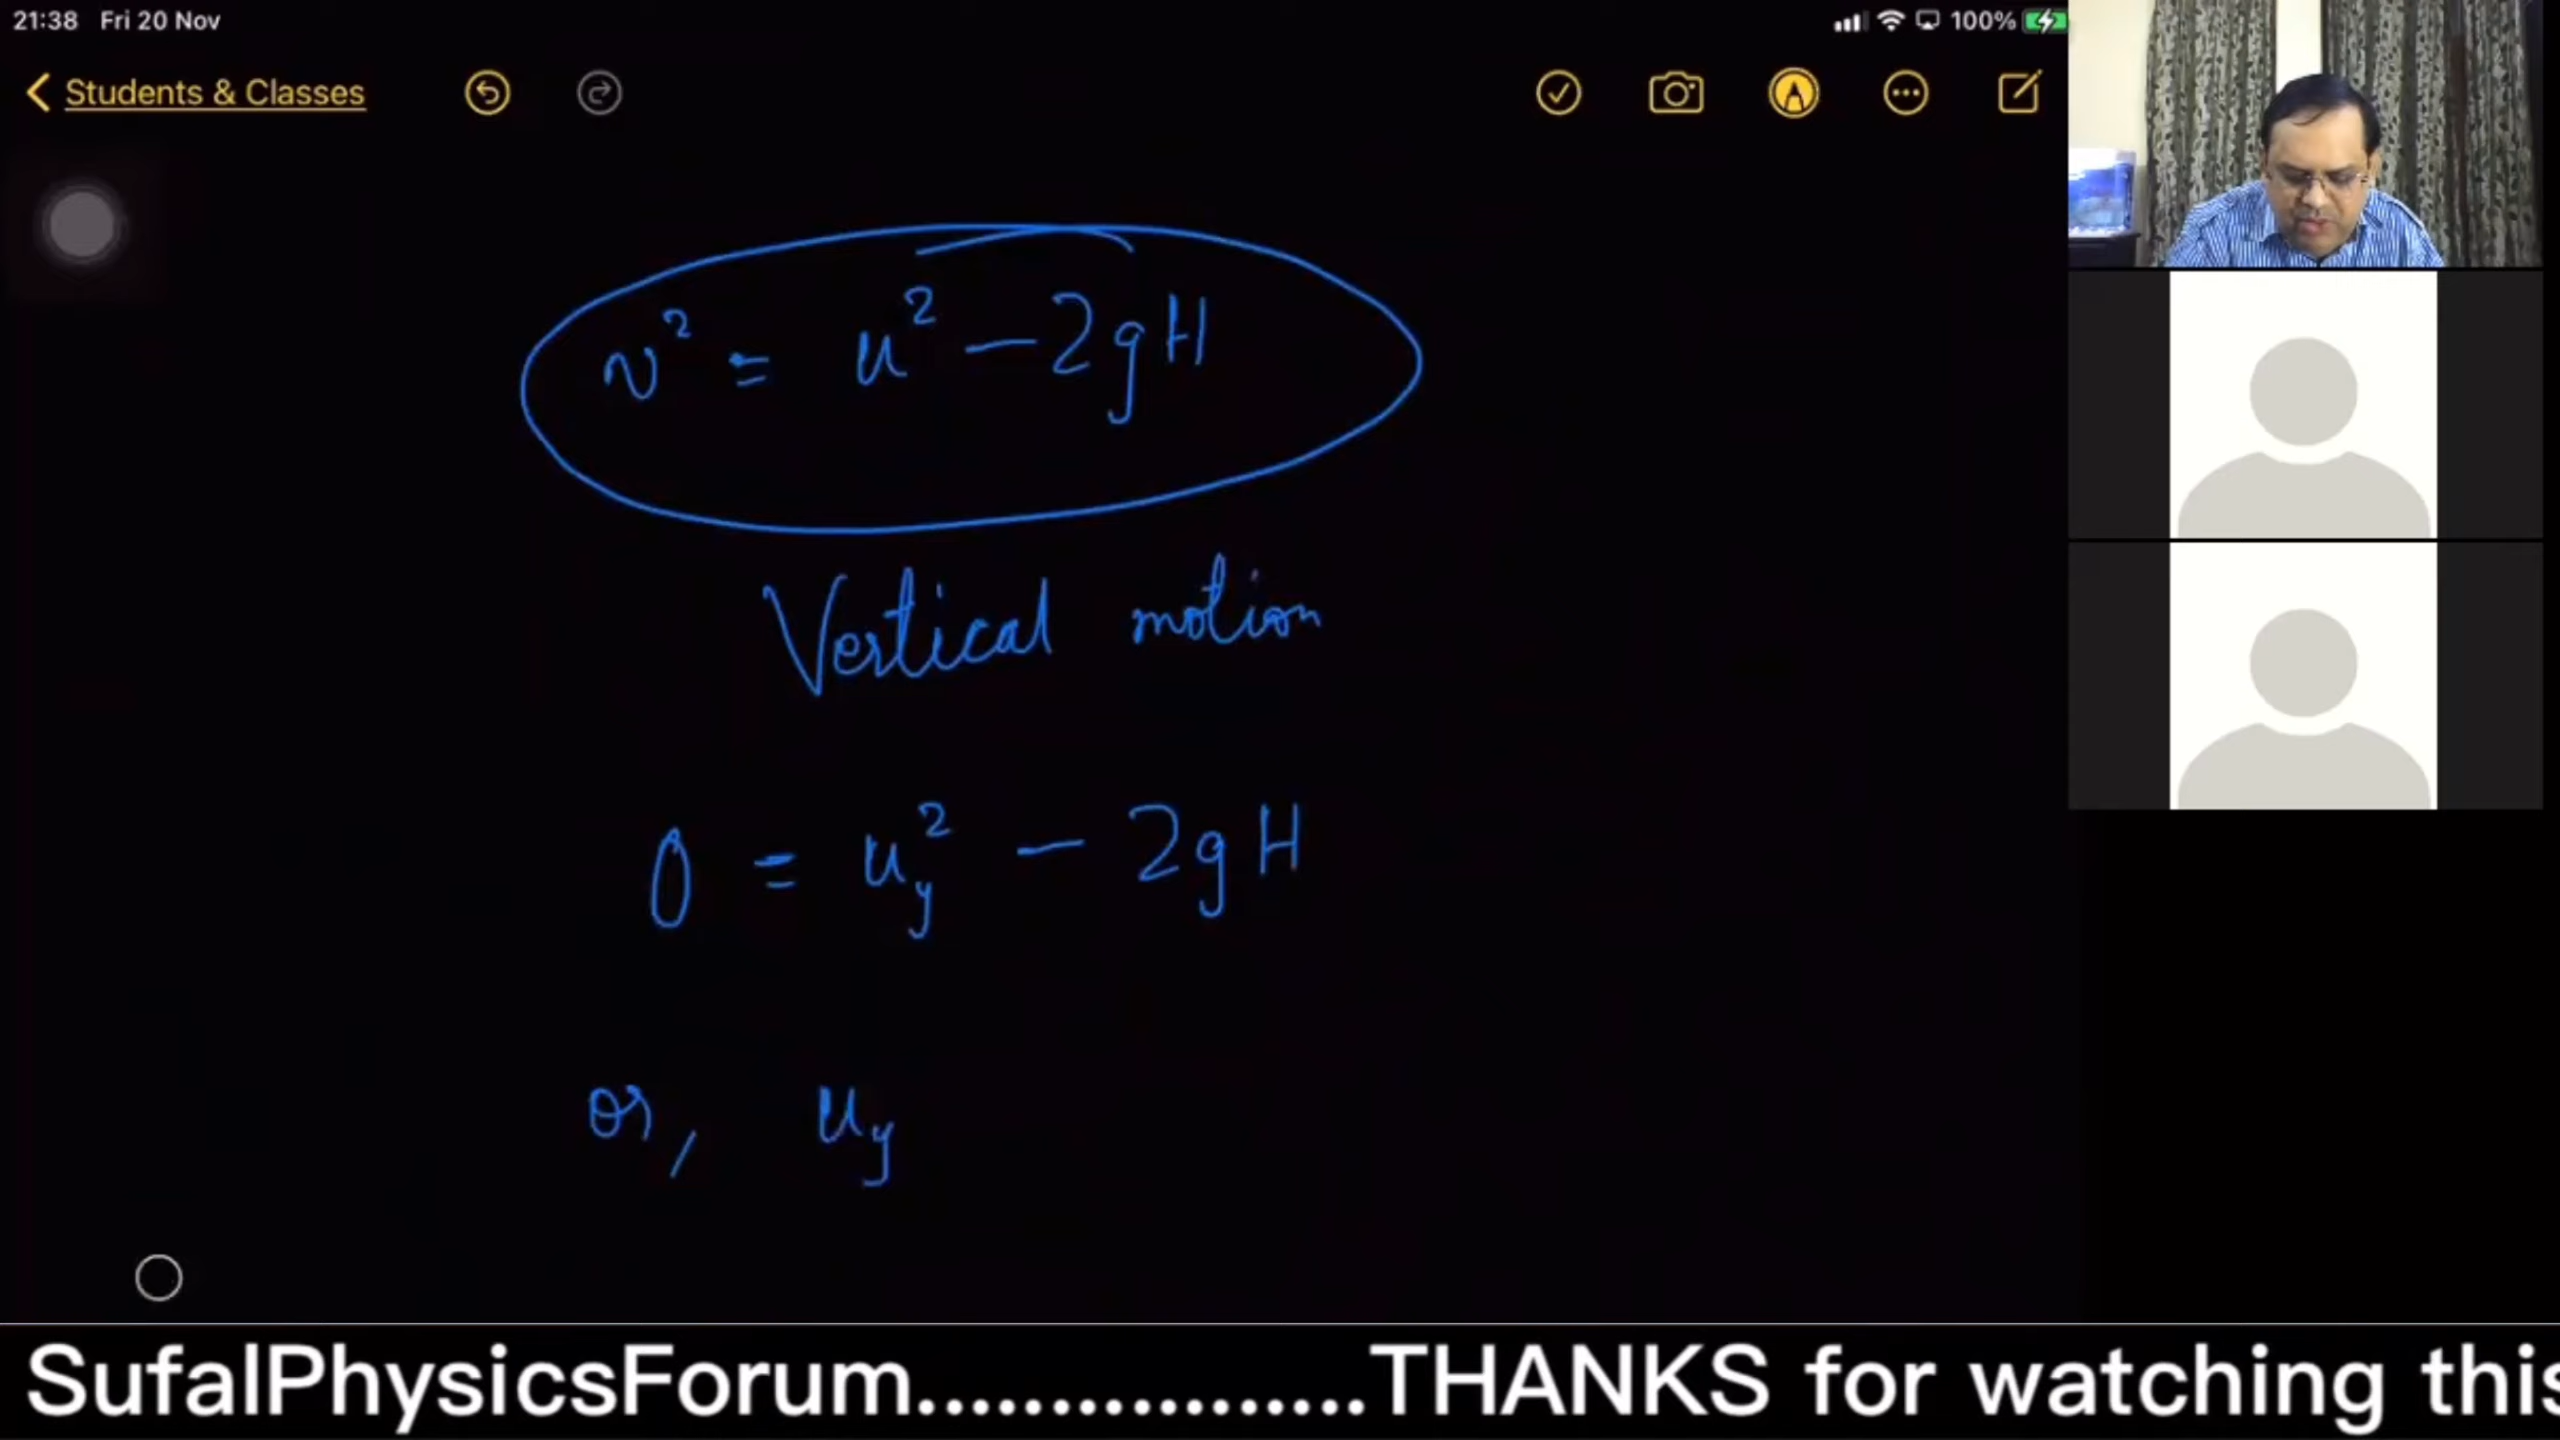 21:38 Fri 20 Nov 100%
Students & Classes
v² = u² - 2gH
Vertical motion
0 = u_y² - 2gH
or, u_y
SufalPhysicsForum.................THANKS for watching this